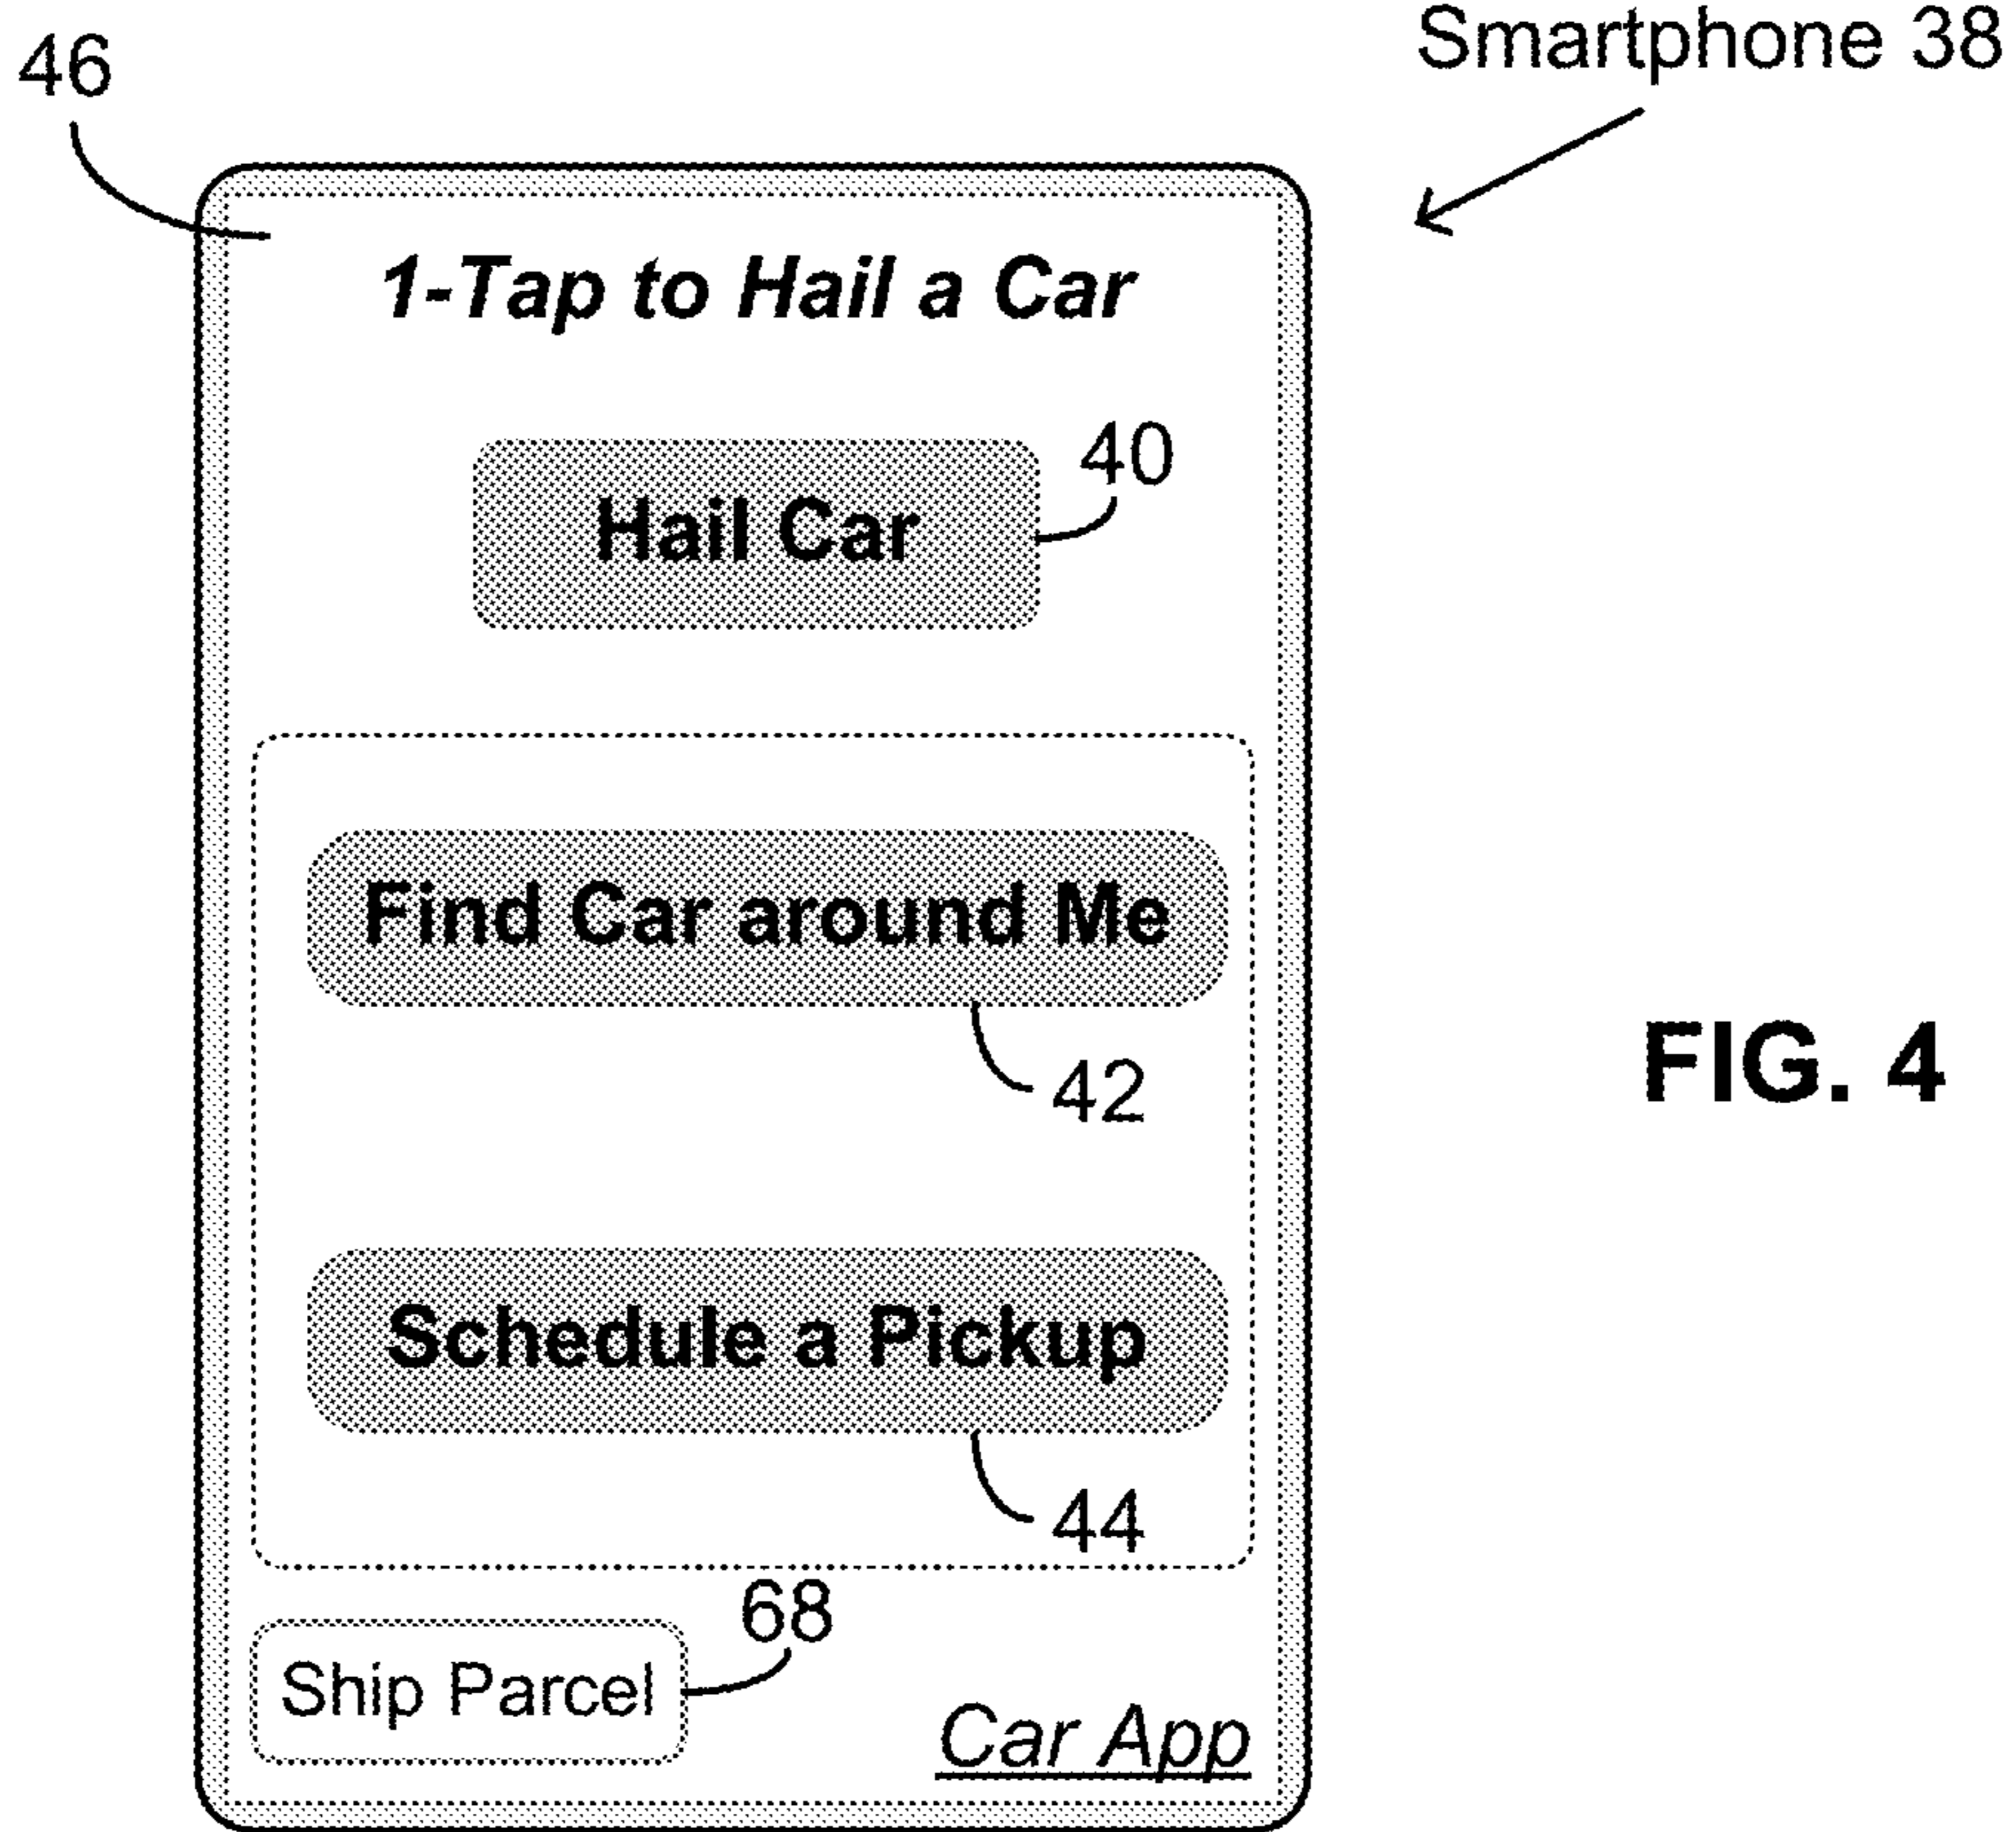 Smartphone 38
46
1-Tap to Hail a Car
40
Hail Car
Find Car around Me
42
FIG. 4
Schedule a Pickup
44
68
Ship Parcel
Car App